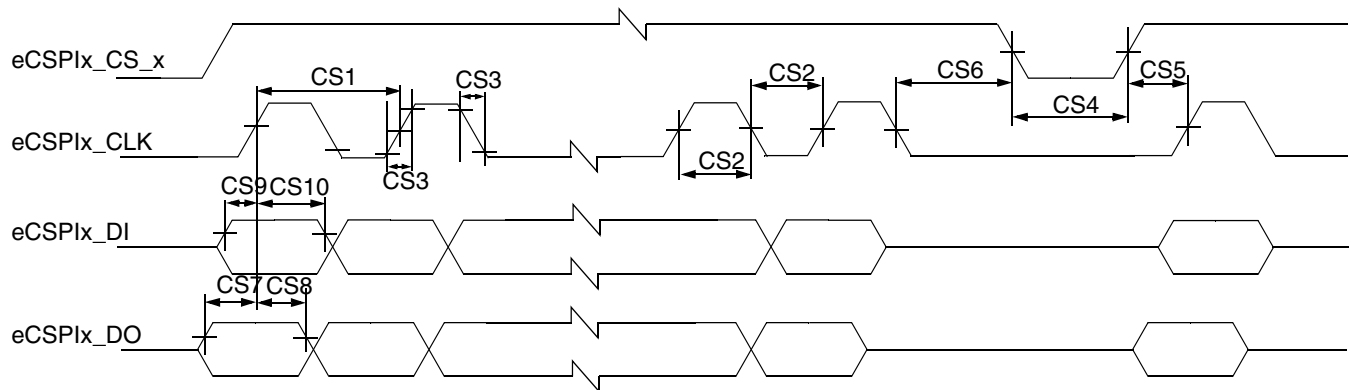 eCSPIx_CS_x
CS1
CS3
CS2
CS6
CS5
CS4
eCSPIx_CLK
CS3
CS2
CS9
CS10
eCSPIx_DI
CS7
CS8
eCSPIx_DO